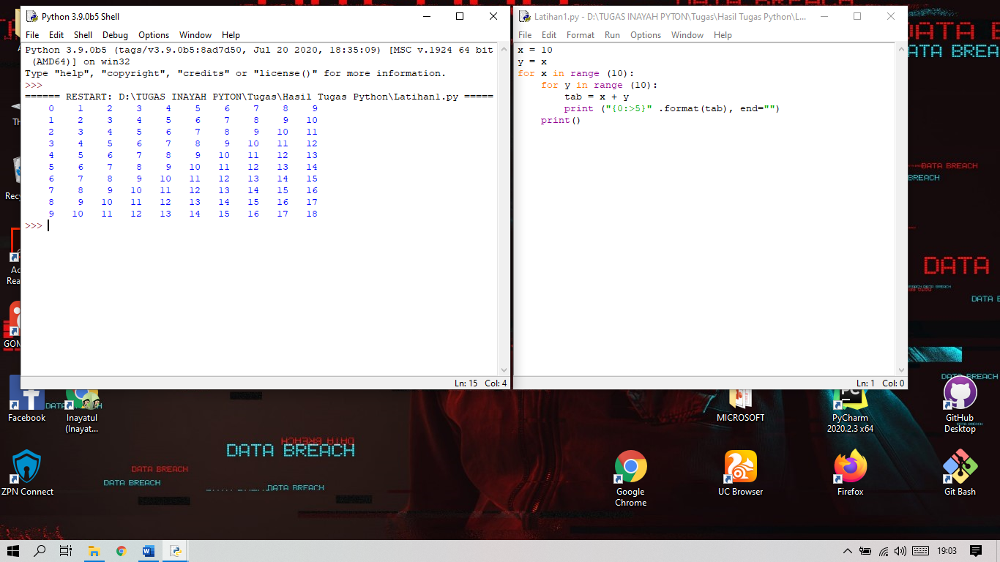 Python 3.9.0b5 Shell
File Edit Shell Debug Options Window Help
Python 3.9.0b5 (tags/v3.9.0b5:8ad7d50, Jul 20 2020, 18:35:09) [MSC v.1924 64 bit
(AMD64)] on win32
Type "help", "copyright", "credits" or "license()" for more information.
>>>
====== RESTART: D:\TUGAS INAYAH PYTON\Tugas\Hasil Tugas Python\Latihan1.py =====
    0    1    2    3    4    5    6    7    8    9
    1    2    3    4    5    6    7    8    9   10
    2    3    4    5    6    7    8    9   10   11
    3    4    5    6    7    8    9   10   11   12
    4    5    6    7    8    9   10   11   12   13
    5    6    7    8    9   10   11   12   13   14
    6    7    8    9   10   11   12   13   14   15
    7    8    9   10   11   12   13   14   15   16
    8    9   10   11   12   13   14   15   16   17
    9   10   11   12   13   14   15   16   17   18
>>>
Ln: 15 Col: 4
Latihan1.py - D:\TUGAS INAYAH PYTON\Tugas\Hasil Tugas Python\L...
File Edit Format Run Options Window Help
x = 10
y = x
for x in range (10):
    for y in range (10):
        tab = x + y
        print ("{0:>5}" .format(tab), end="")
    print()
Ln: 1 Col: 0
DATA BREACH
BREACH
DATA
DATA BREACH
Facebook
Inayatul
(Inayat...
MICROSOFT
PyCharm
2020.2.3 x64
GitHub
Desktop
DATA BREACH
DATA BREACH
DATA BREACH
DATA BREACH
ZPN Connect
Google
Chrome
UC Browser
Firefox
Git Bash
19:03